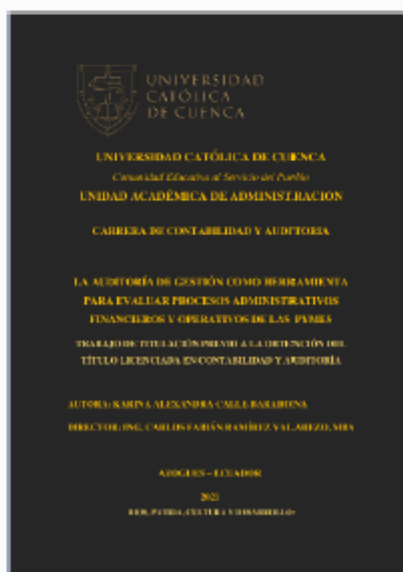 UNIVERSIDAD
CATÓLICA
DE CUENCA
UNIVERSIDAD CATÓLICA DE CUENCA
Comunidad Educativa al Servicio del Pueblo
UNIDAD ACADÉMICA DE ADMINISTRACION
CARRERA DE CONTABILIDAD Y AUDITORIA
LA AUDITORÍA DE GESTIÓN COMO HERRAMIENTA
PARA EVALUAR PROCESOS ADMINISTRATIVOS
FINANCIEROS Y OPERATIVOS DE LAS PYMES
TRABAJO DE TITULACIÓN PREVIO A LA OBTENCIÓN DEL
TÍTULO LICENCIADA EN CONTABILIDAD Y AUDITORÍA
AUTORA: KARINA ALEXANDRA CALLE BARAHONA
DIRECTOR: ING. CARLOS FABIÁN RAMÍREZ VALAREZO, MBA
AZOGUES – ECUADOR
2021
DIOS, PATRIA, CULTURA Y DESARROLLO